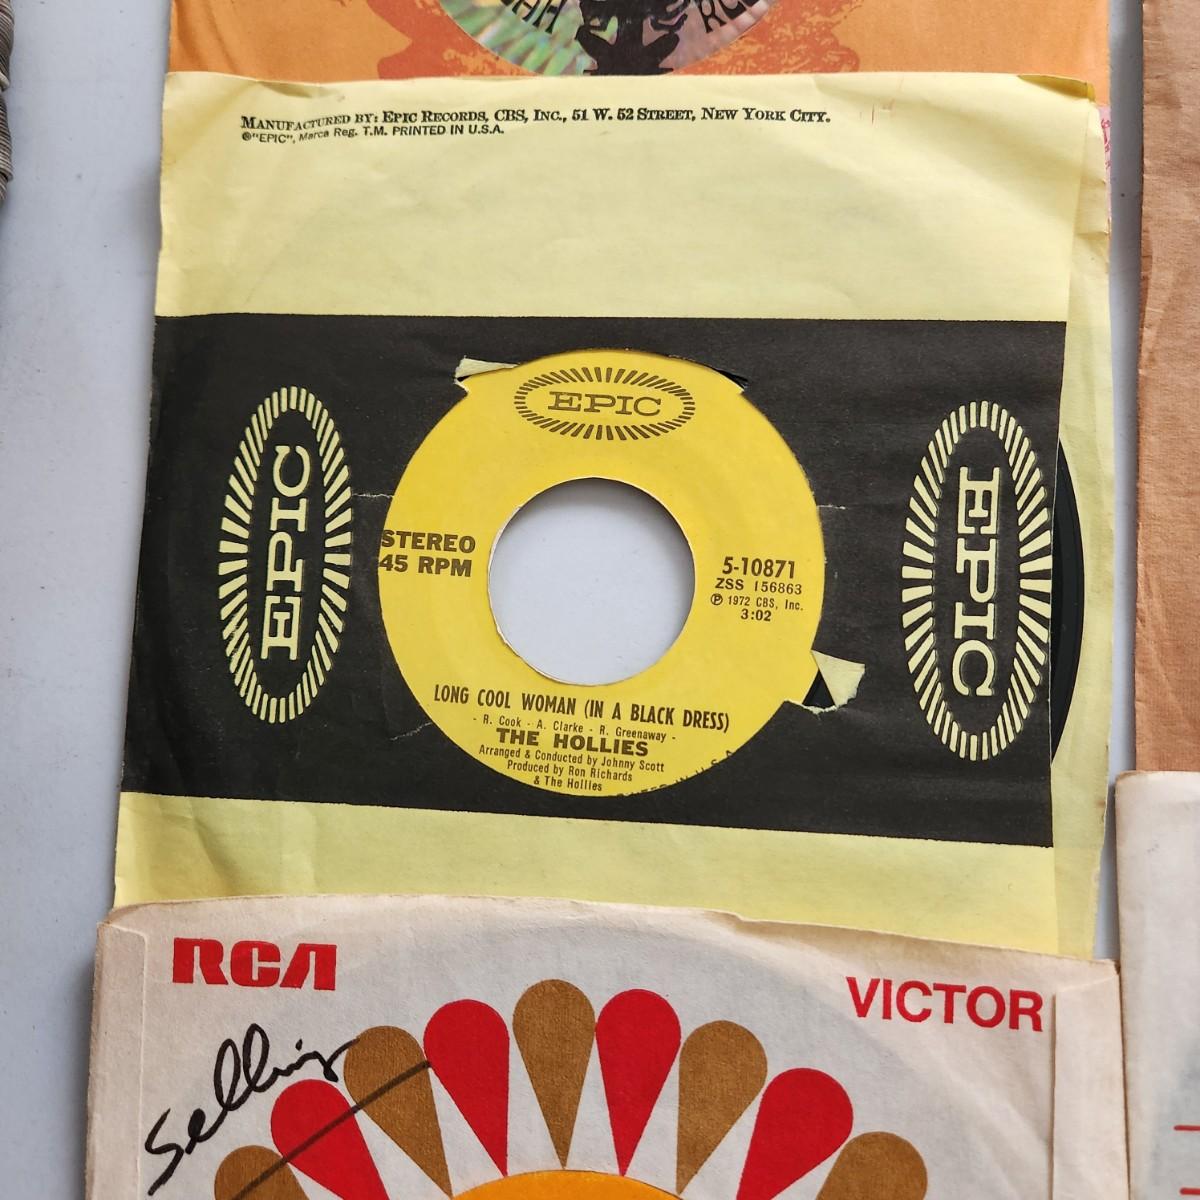 MANUFACTURED BY: EPIC RECORDS, CBS, INC., 51 W. 52 STREET, NEW YORK CITY.
®"EPIC", Marca Reg. T.M. PRINTED IN U.S.A.
EPIC
EPIC
EPIC
STEREO
45 RPM
5-10871
ZSS 156863
℗ 1972 CBS, Inc.
3:02
LONG COOL WOMAN (IN A BLACK DRESS)
- R. Cook - A. Clarke - R. Greenaway -
THE HOLLIES
Arranged & Conducted by Johnny Scott
Produced by Ron Richards
& The Hollies
U.S.A.
RCA
VICTOR
Selling